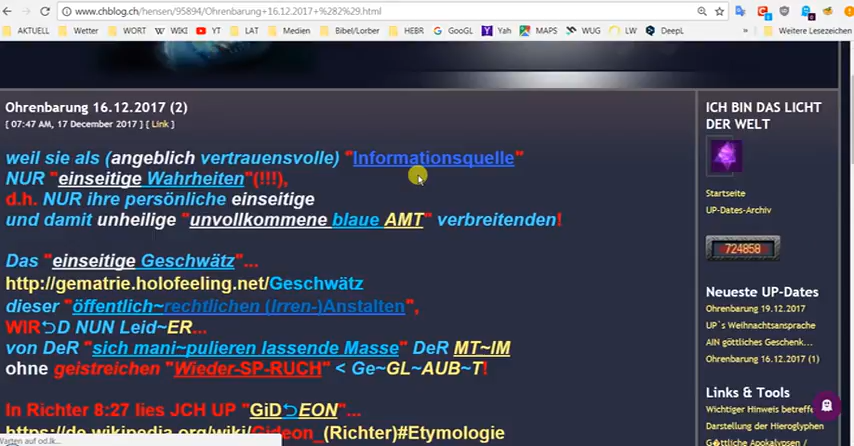 www.chblog.ch/hensen/95894/Ohrenbarung+16.12.2017+%282%29.html
AKTUELL Wetter WORT WIKI YT LAT Medien Bibel/Lorber HEBR GooGL Yah MAPS WUG LW DeepL » Weitere Lesezeichen
Ohrenbarung 16.12.2017 (2)
[ 07:47 AM, 17 December 2017 ] [ Link ]
weil sie als (angeblich vertrauensvolle) "Informationsquelle"
NUR "einseitige Wahrheiten"(!!!),
d.h. NUR ihre persönliche einseitige
und damit unheilige "unvollkommene blaue AMT" verbreitenden!
Das "einseitige Geschwätz"...
http://gematrie.holofeeling.net/Geschwätz
dieser "öffentlich~rechtlichen (Irren-)Anstalten",
WIR⮌D NUN Leid~ER...
von DeR "sich mani~pulieren lassende Masse" DeR MT~IM
ohne geistreichen "Wieder-SP-RUCH" < Ge~GL~AUB~T!
In Richter 8:27 lies JCH UP "GiD⮌EON"...
https://de.wikipedia.org/wiki/Gideon_(Richter)#Etymologie
Warten auf od.lk...
ICH BIN DAS LICHT
DER WELT
Startseite
UP-Dates-Archiv
724858
Neueste UP-Dates
Ohrenbarung 19.12.2017
UP`s Weihnachtsansprache
AIN göttliches Geschenk...
Ohrenbarung 16.12.2017 (1)
Links & Tools
Wichtiger Hinweis betreffe
Darstellung der Hieroglyphen
G�ttliche Apokalypsen /